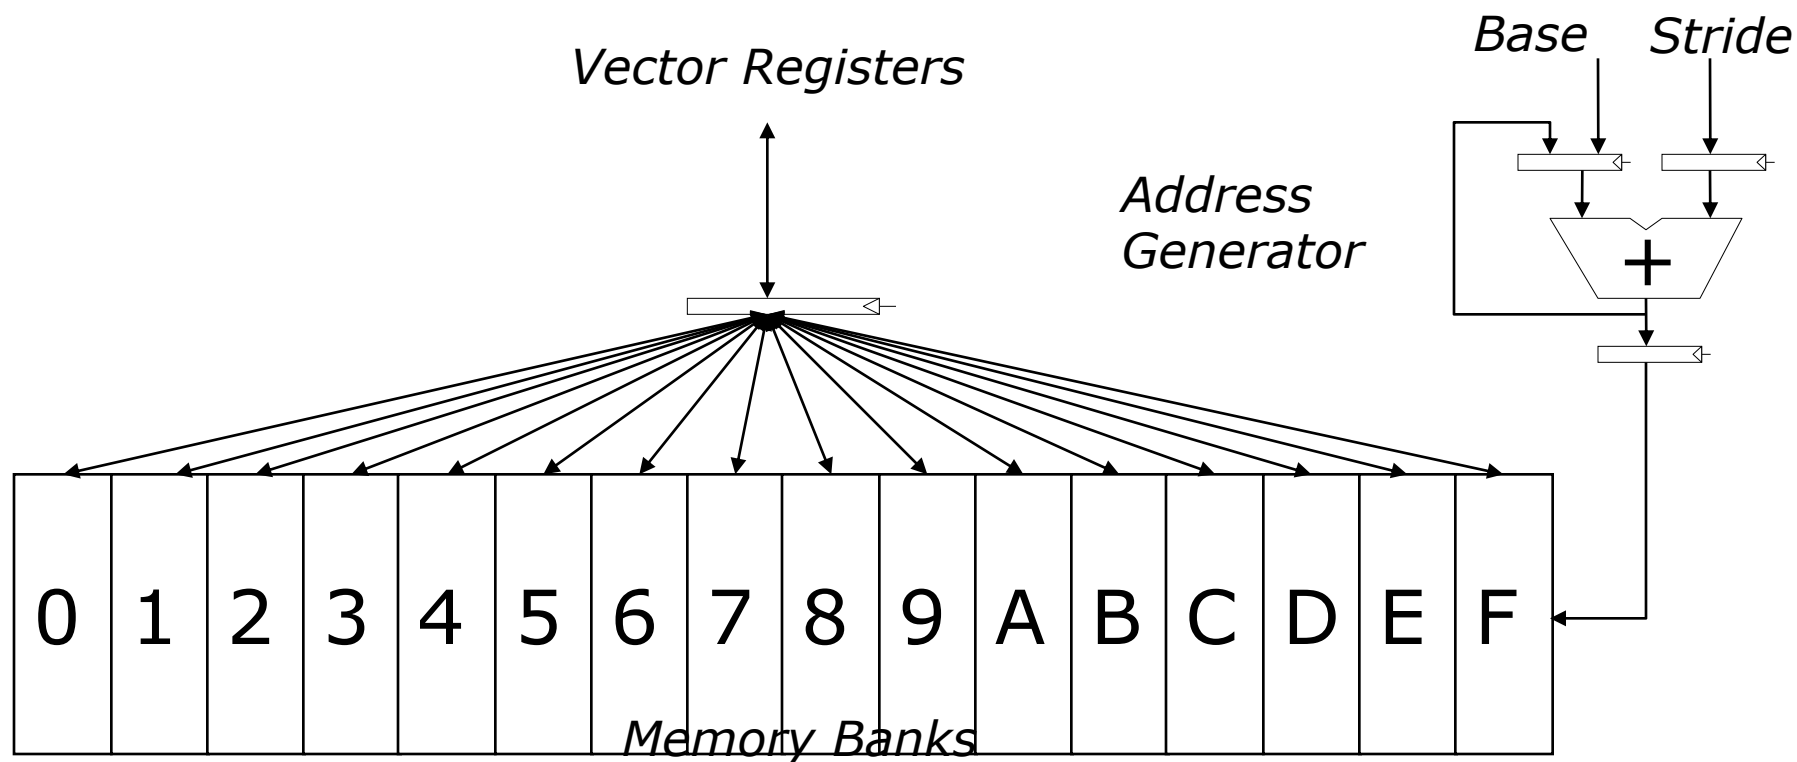 Base Stride
Vector Registers
Address
Generator
+
0 1 2 3 4 5 6 7 8 9 A B C D E F
Memory Banks